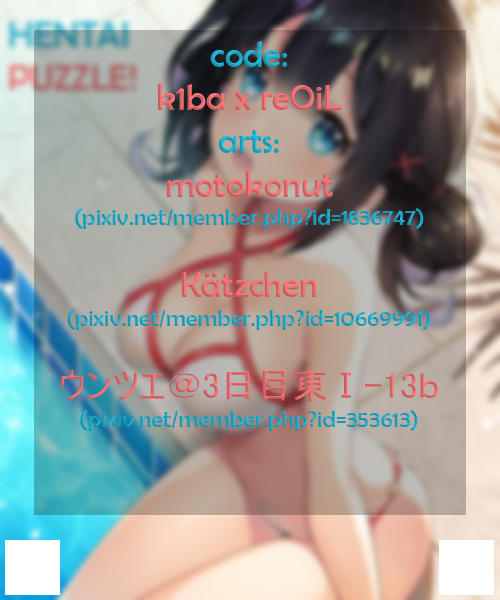 HENTAI
PUZZLE!
code:
k1ba x reOiL
arts:
motokonut
(pixiv.net/member.php?id=1836747)
Kätzchen
(pixiv.net/member.php?id=10669991)
ウンツエ@3日目東Ｉ-13b
(pixiv.net/member.php?id=353613)